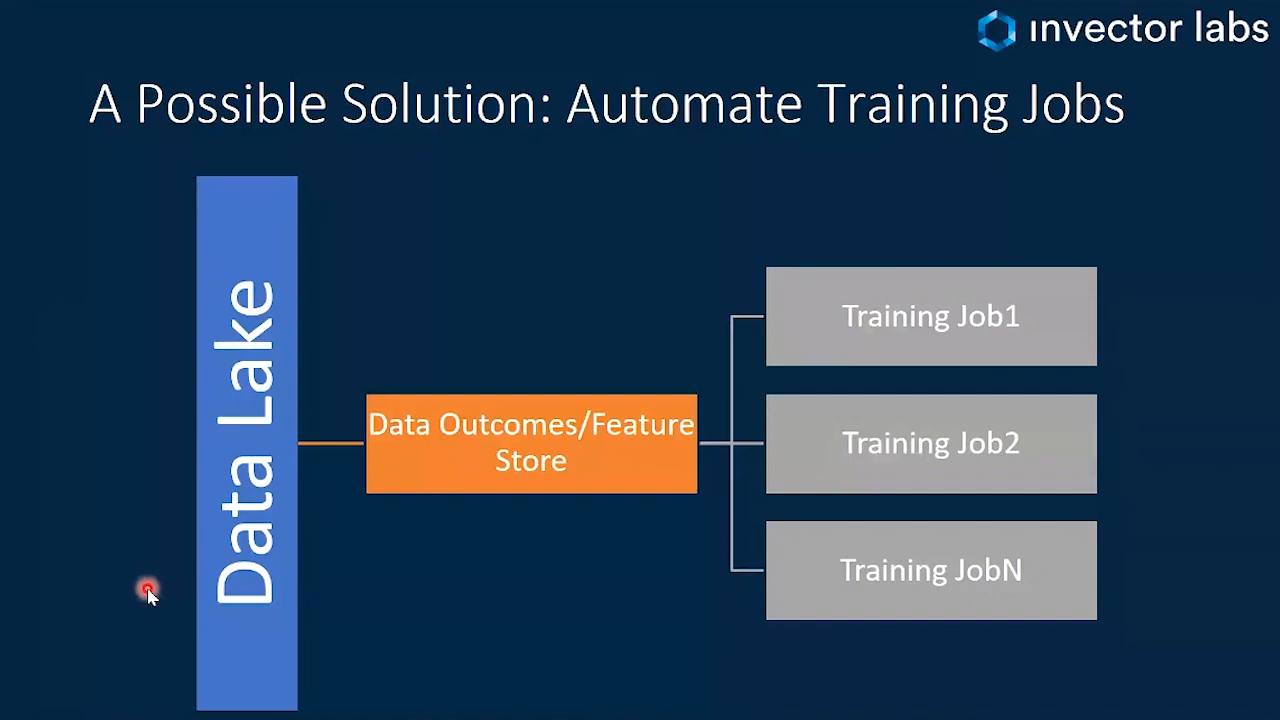 invector labs
A Possible Solution: Automate Training Jobs
Data Lake
Data Outcomes/Feature
Store
Training Job1
Training Job2
Training JobN